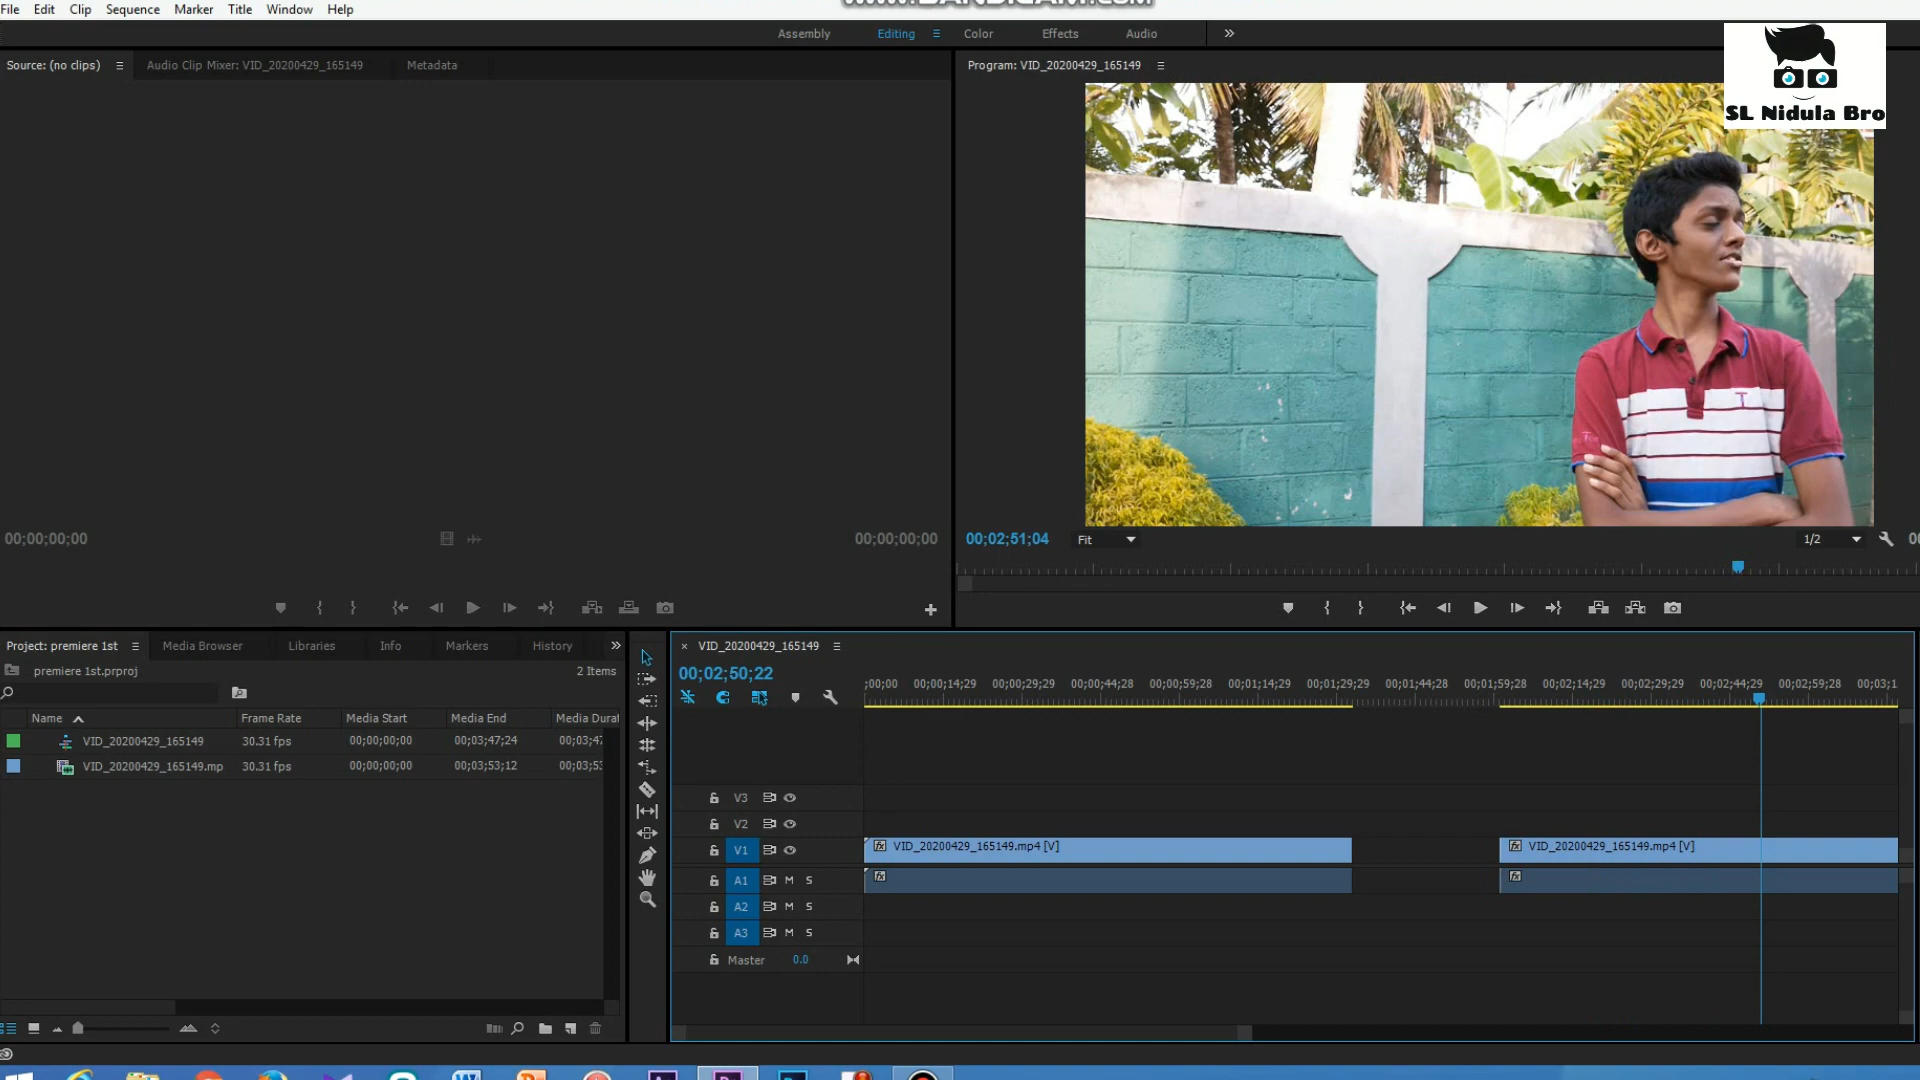 File Edit Clip Sequence Marker Title Window Help
Assembly Editing Color Effects Audio
SL Nidula Bro
Source: (no clips) Audio Clip Mixer: VID_20200429_165149 Metadata
Program: VID_20200429_165149
00;00;00;00 00;00;00;00
00;02;51;04 Fit 1/2
Project: premiere 1st Media Browser Libraries Info Markers History
premiere 1st.prproj 2 Items
Name Frame Rate Media Start Media End Media Durat
VID_20200429_165149 30.31 fps 00;00;00;00 00;03;47;24 00;03;47
VID_20200429_165149.mp 30.31 fps 00;00;00;00 00;03;53;12 00;03;53
VID_20200429_165149
00;02;50;22
;00;00 00;00;14;29 00;00;29;29 00;00;44;28 00;00;59;28 00;01;14;29 00;01;29;29 00;01;44;28 00;01;59;28 00;02;14;29 00;02;29;29 00;02;44;29 00;02;59;28 00;03;1
V3
V2
V1 VID_20200429_165149.mp4 [V] VID_20200429_165149.mp4 [V]
A1 M S
A2 M S
A3 M S
Master 0.0